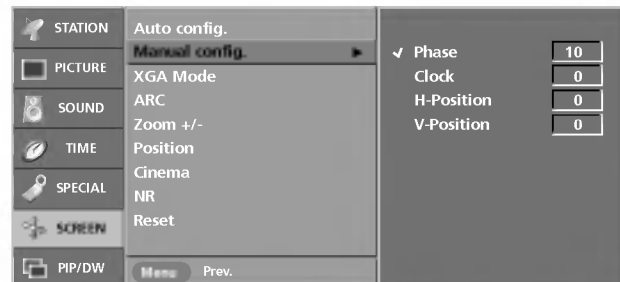 STATION
PICTURE
SOUND
TIME
SPECIAL
SCREEN
PIP/DW
Auto config.
Manual config.
XGA Mode
ARC
Zoom +/-
Position
Cinema
NR
Reset
Menu Prev.
✓ Phase 10
Clock 0
H-Position 0
V-Position 0